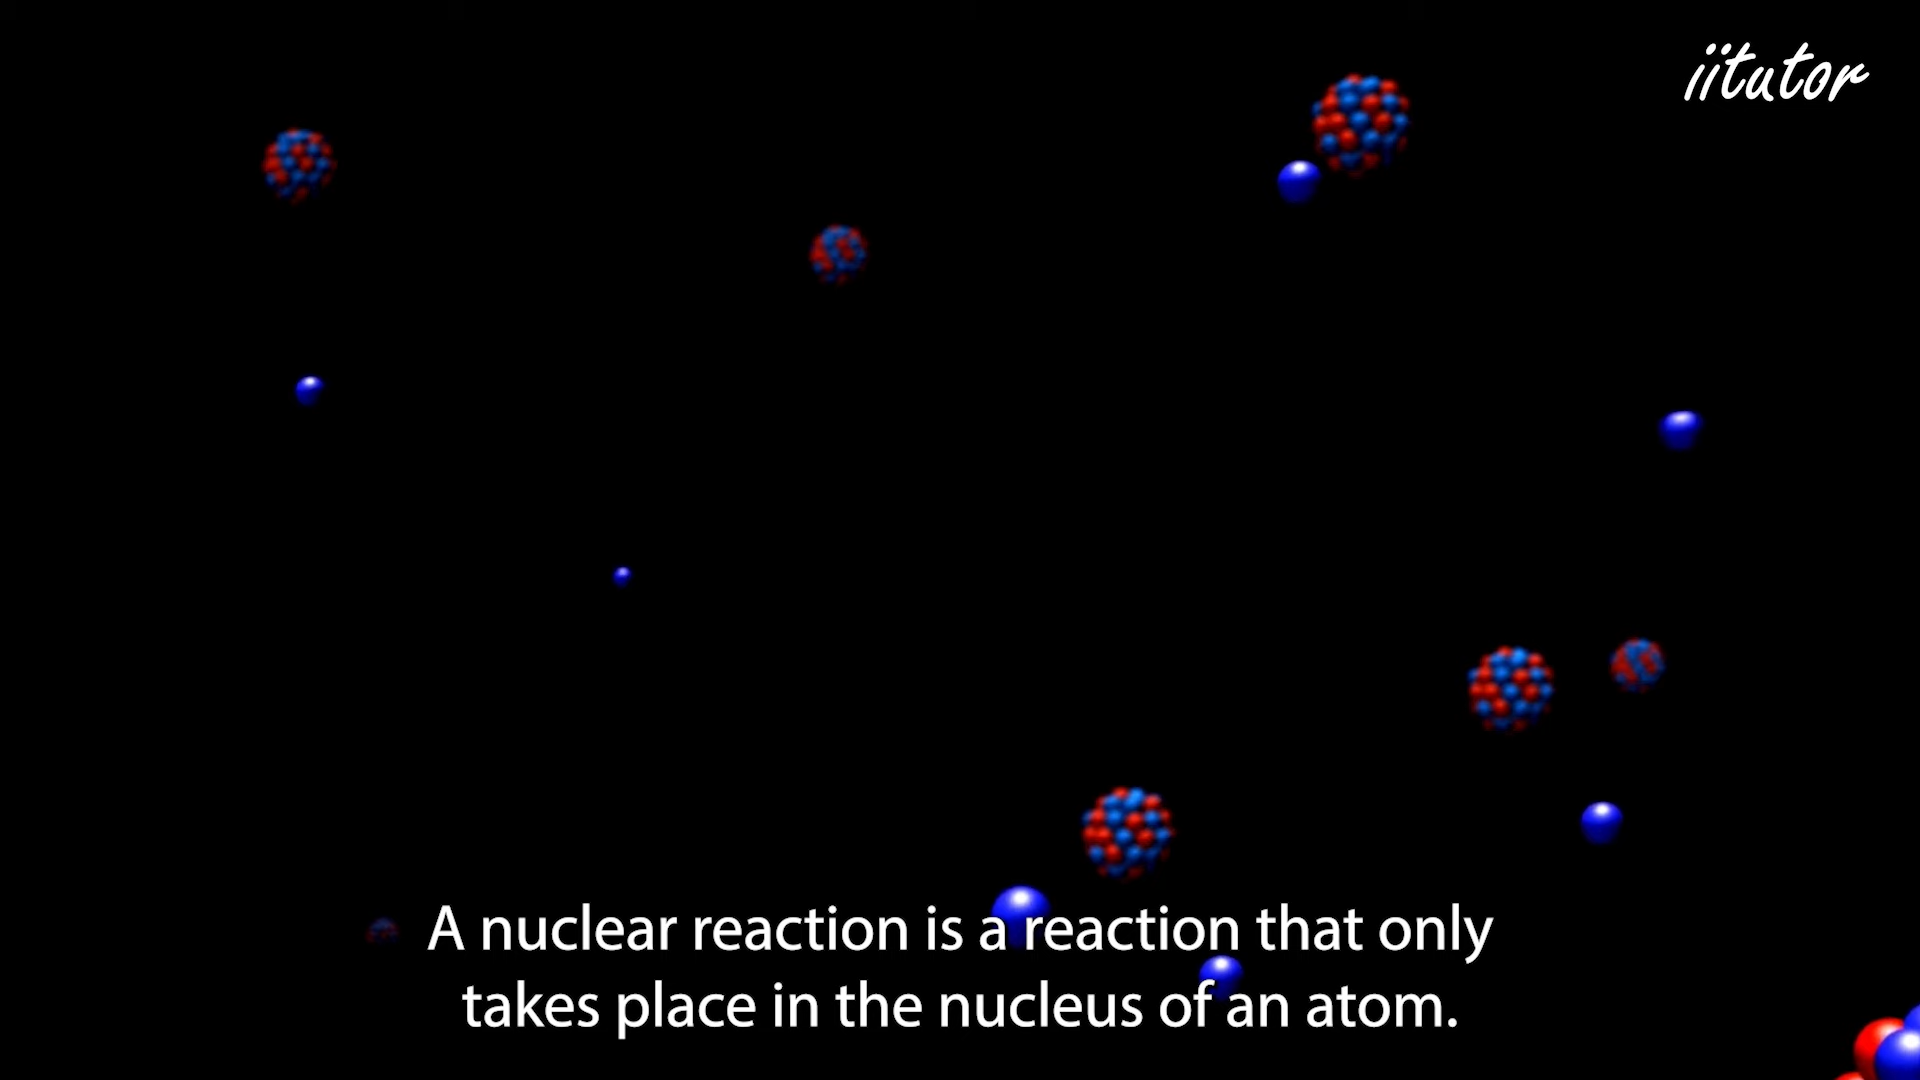 iitutor
A nuclear reaction is a reaction that only
takes place in the nucleus of an atom.